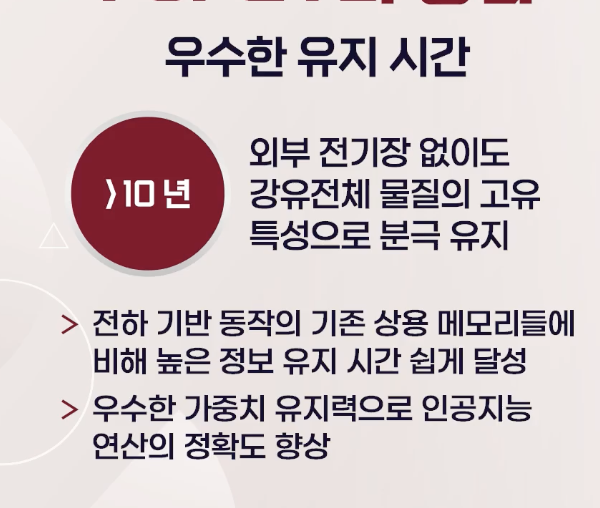 우수한 유지 시간
>10 년
외부 전기장 없이도
강유전체 물질의 고유
특성으로 분극 유지
> 전하 기반 동작의 기존 상용 메모리들에
비해 높은 정보 유지 시간 쉽게 달성
> 우수한 가중치 유지력으로 인공지능
연산의 정확도 향상